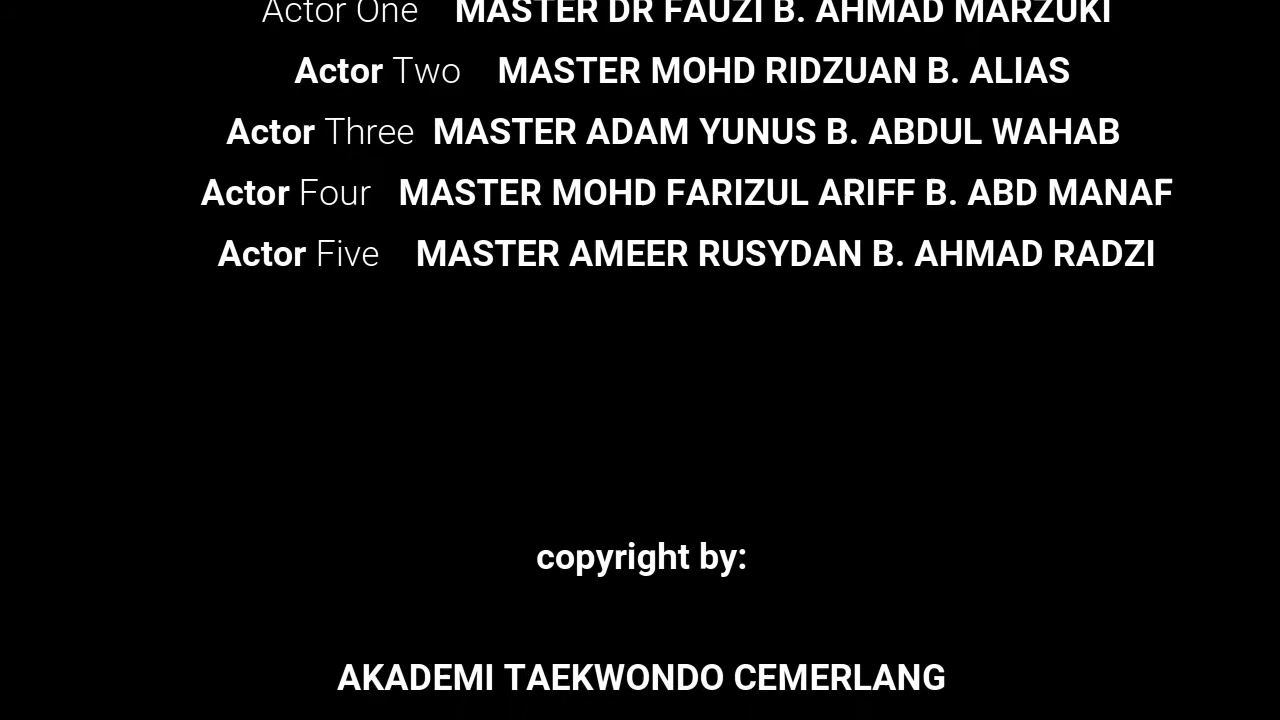 Actor One MASTER DR FAUZI B. AHMAD MARZUKI
Actor Two MASTER MOHD RIDZUAN B. ALIAS
Actor Three MASTER ADAM YUNUS B. ABDUL WAHAB
Actor Four MASTER MOHD FARIZUL ARIFF B. ABD MANAF
Actor Five MASTER AMEER RUSYDAN B. AHMAD RADZI
copyright by:
AKADEMI TAEKWONDO CEMERLANG